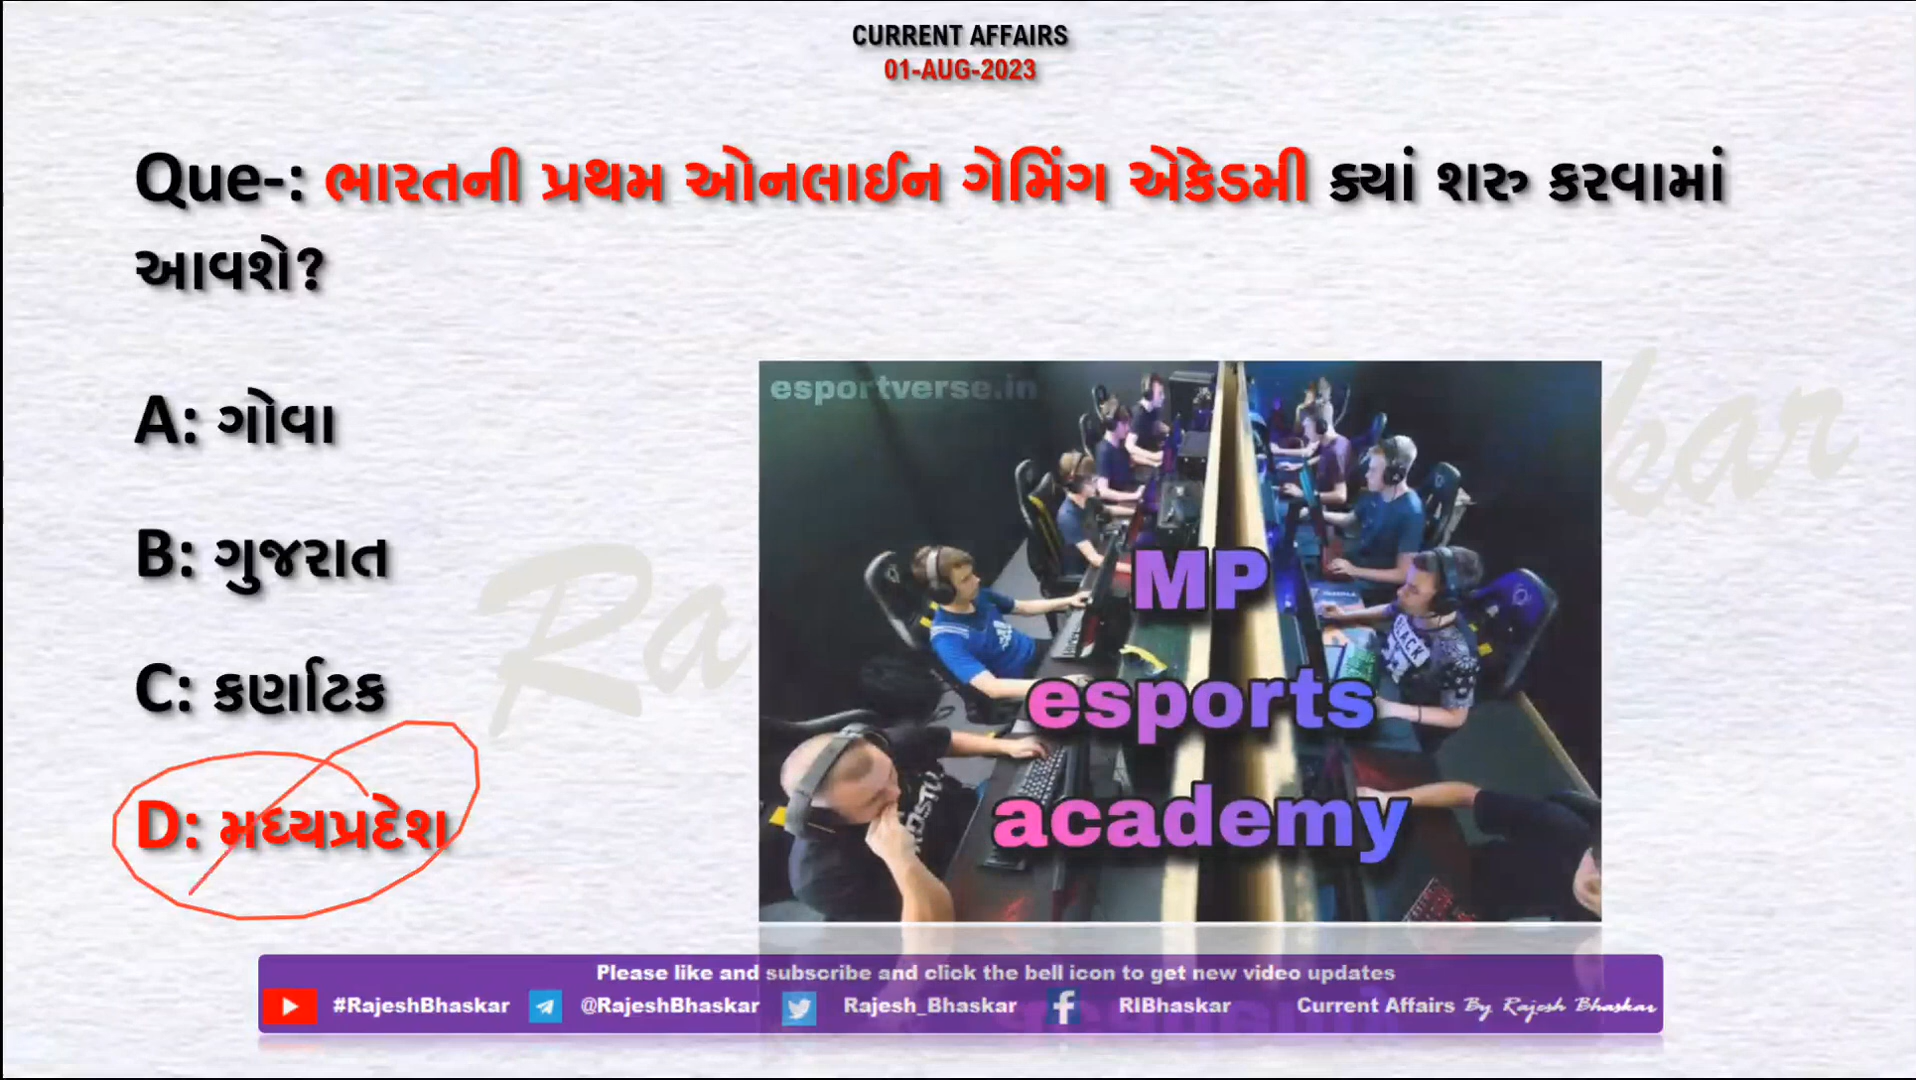 CURRENT AFFAIRS
01-AUG-2023
Que-: ભારતની પ્રથમ ઓનલાઈન ગેમિંગ એકેડમી ક્યાં શરુ કરવામાં
આવશે?
A: ગોવા
B: ગુજરાત
C: કર્ણાટક
D: મધ્યપ્રદેશ
esportverse.in
MP
esports
academy
Please like and subscribe and click the bell icon to get new video updates
#RajeshBhaskar @RajeshBhaskar Rajesh_Bhaskar RIBhaskar Current Affairs By Rajesh Bhaskar